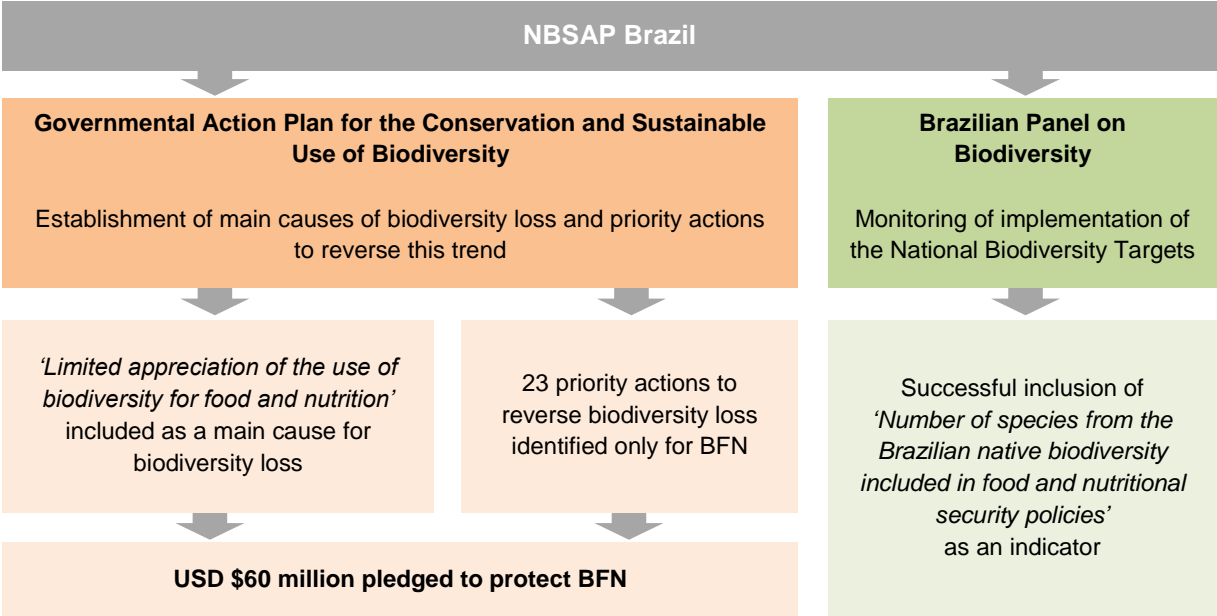 NBSAP Brazil
Governmental Action Plan for the Conservation and Sustainable
Use of Biodiversity
Establishment of main causes of biodiversity loss and priority actions
to reverse this trend
Brazilian Panel on
Biodiversity
Monitoring of implementation of
the National Biodiversity Targets
‘Limited appreciation of the use of
biodiversity for food and nutrition’
included as a main cause for
biodiversity loss
23 priority actions to
reverse biodiversity loss
identified only for BFN
Successful inclusion of
‘Number of species from the
Brazilian native biodiversity
included in food and nutritional
security policies’
as an indicator
USD $60 million pledged to protect BFN